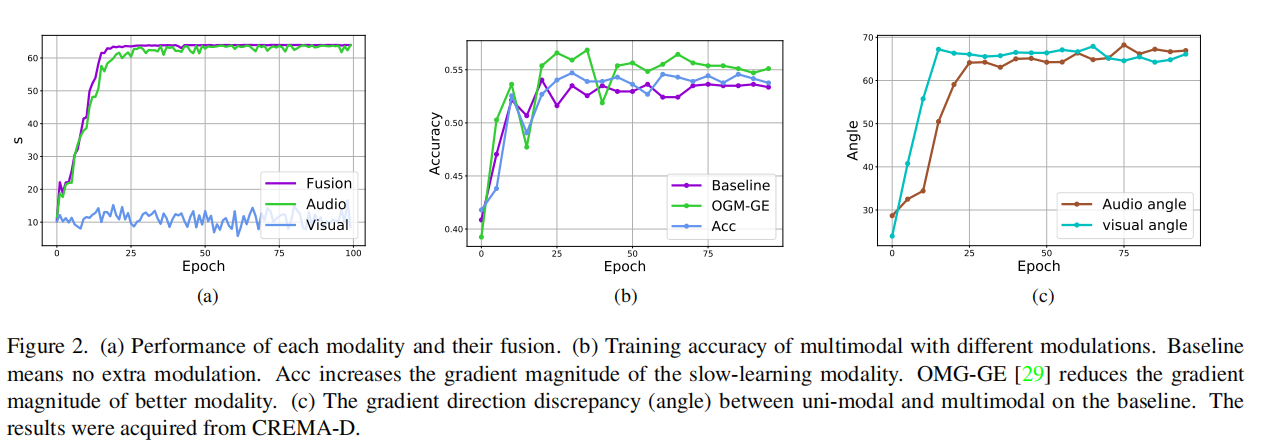 60
50
40
30
20
10
s
Fusion
Audio
Visual
0 25 50 75 100
Epoch
(a)
0.55
0.50
0.45
0.40
Accuracy
Baseline
OGM-GE
Acc
0 25 50 75
Epoch
(b)
70
60
50
40
30
Angle
Audio angle
visual angle
0 25 50 75
Epoch
(c)
Figure 2. (a) Performance of each modality and their fusion. (b) Training accuracy of multimodal with different modulations. Baseline
means no extra modulation. Acc increases the gradient magnitude of the slow-learning modality. OMG-GE [29] reduces the gradient
magnitude of better modality. (c) The gradient direction discrepancy (angle) between uni-modal and multimodal on the baseline. The
results were acquired from CREMA-D.